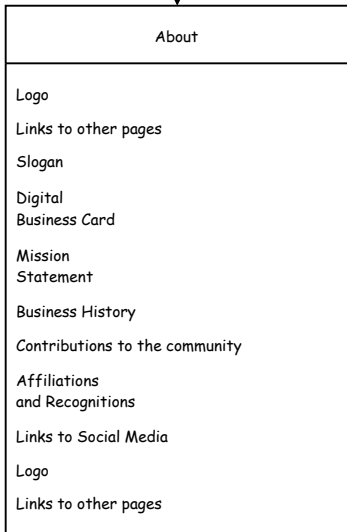 About
Logo
Links to other pages
Slogan
Digital
Business Card
Mission
Statement
Business History
Contributions to the community
Affiliations
and Recognitions
Links to Social Media
Logo
Links to other pages